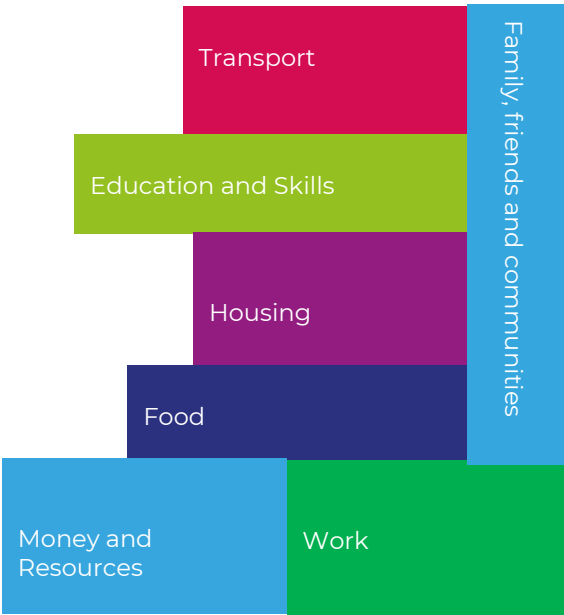 Transport
Family, friends and communities
Education and Skills
Housing
Food
Money and
Resources
Work